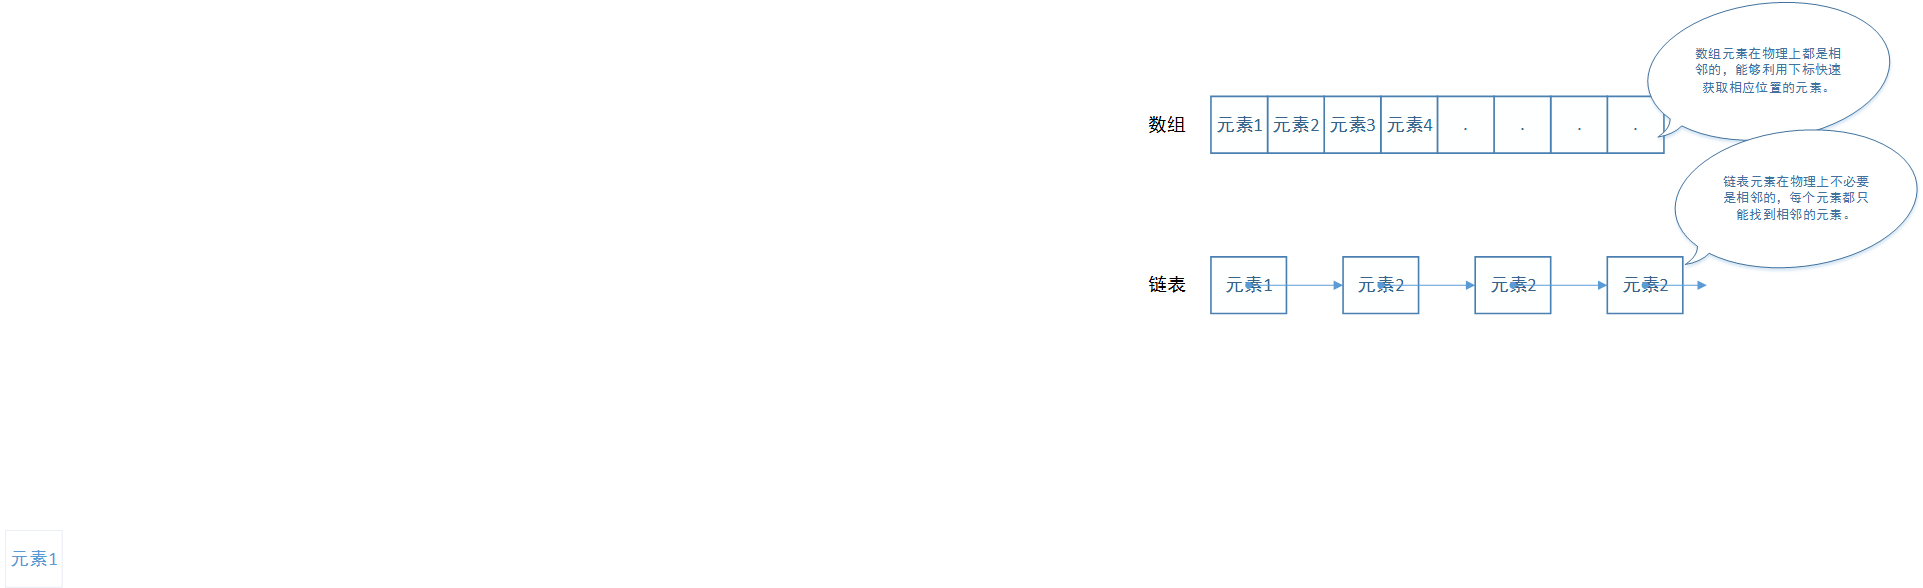 数组元素在物理上都是相
邻的，能够利用下标快速
获取相应位置的元素。
数组 元素1 元素2 元素3 元素4 . . . .
链表元素在物理上不必要
是相邻的，每个元素都只
能找到相邻的元素。
链表 元素1 元素2 元素2 元素2
元素1